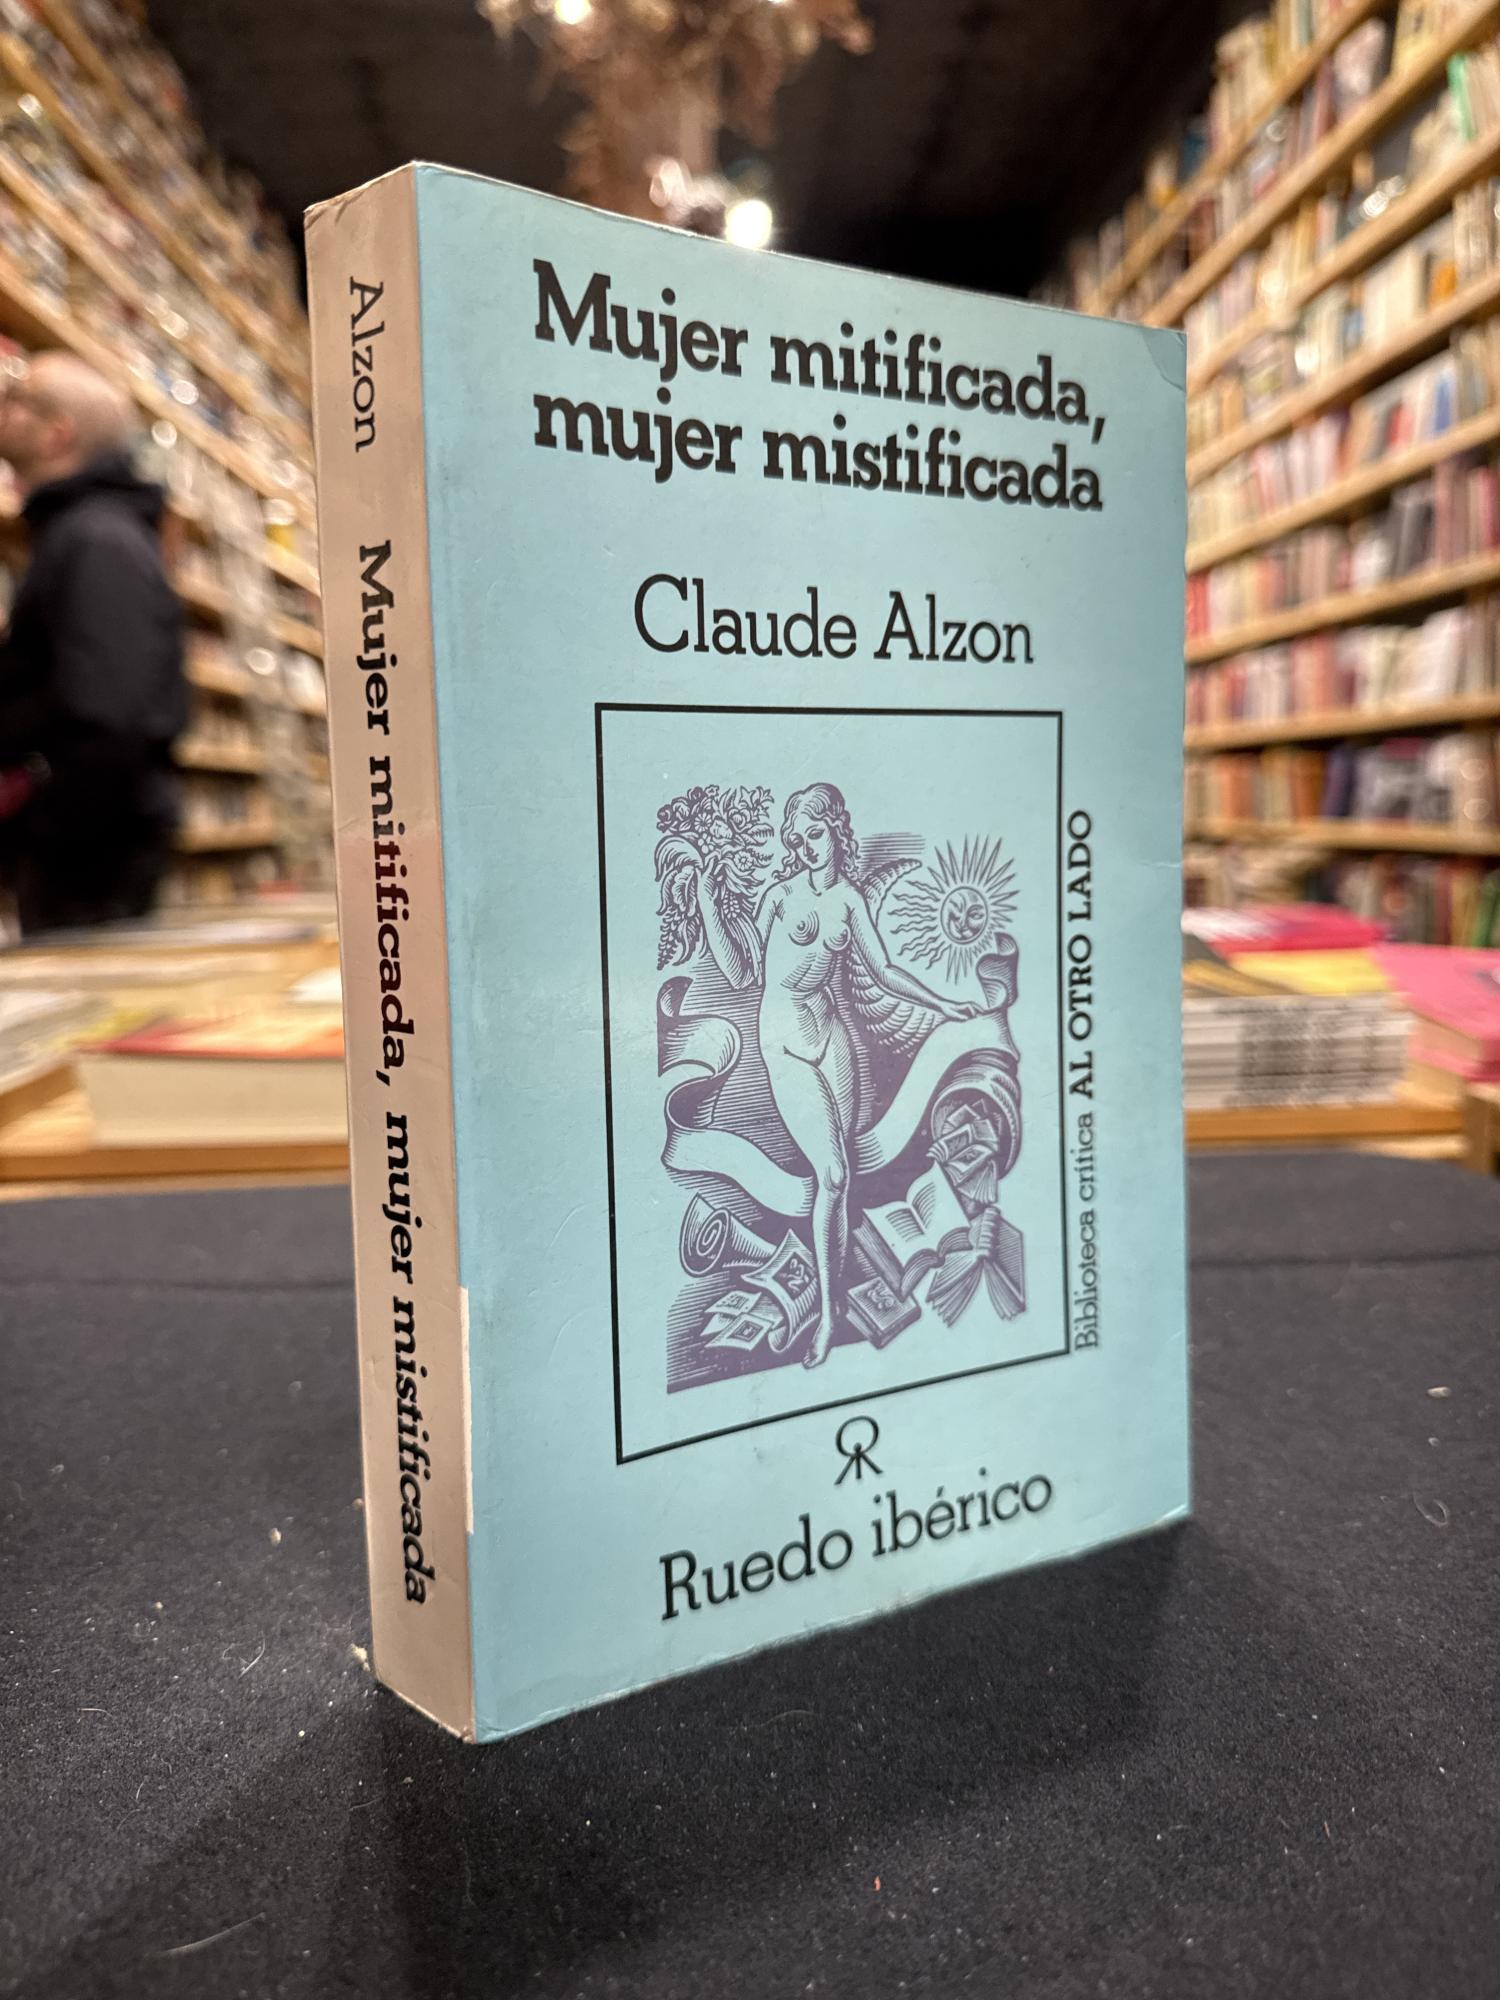 Alzon Mujer mitificada, mujer mistificada
Mujer mitificada,
mujer mistificada
Claude Alzon
Biblioteca crítica AL OTRO LADO
Ruedo ibérico